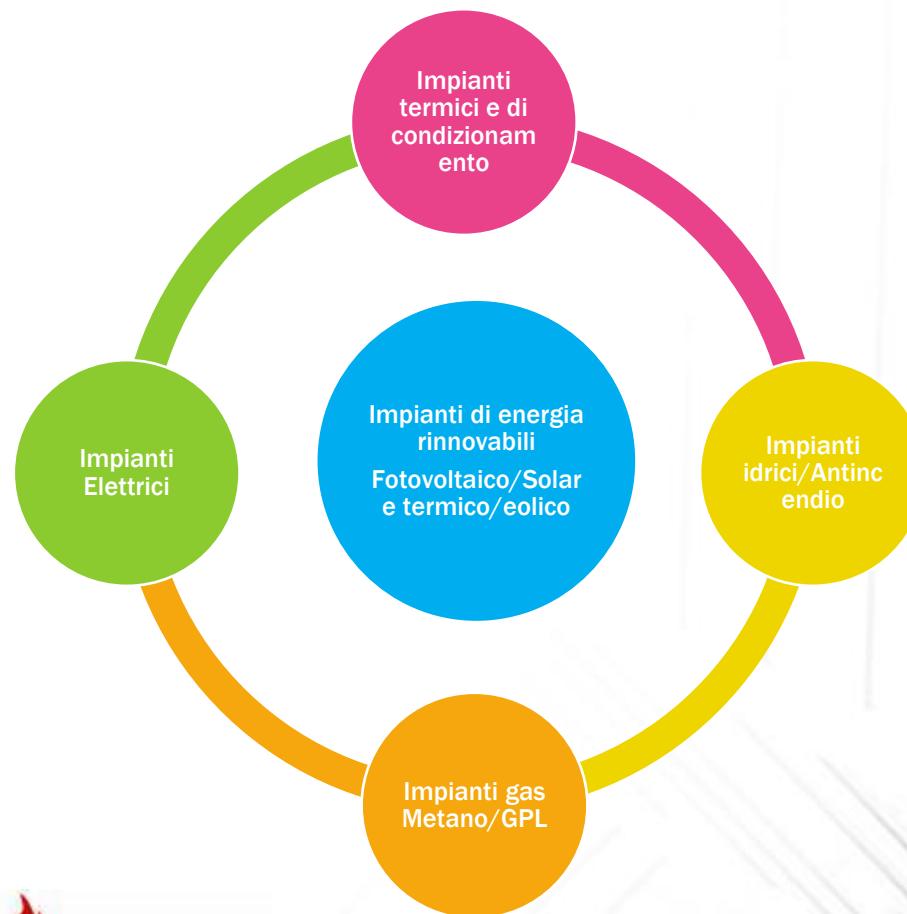 Impianti
termici e di
condizionam
ento
Impianti di energia
rinnovabili
Fotovoltaico/Solar
e termico/eolico
Impianti
Elettrici
Impianti
idrici/Antinc
endio
Impianti gas
Metano/GPL